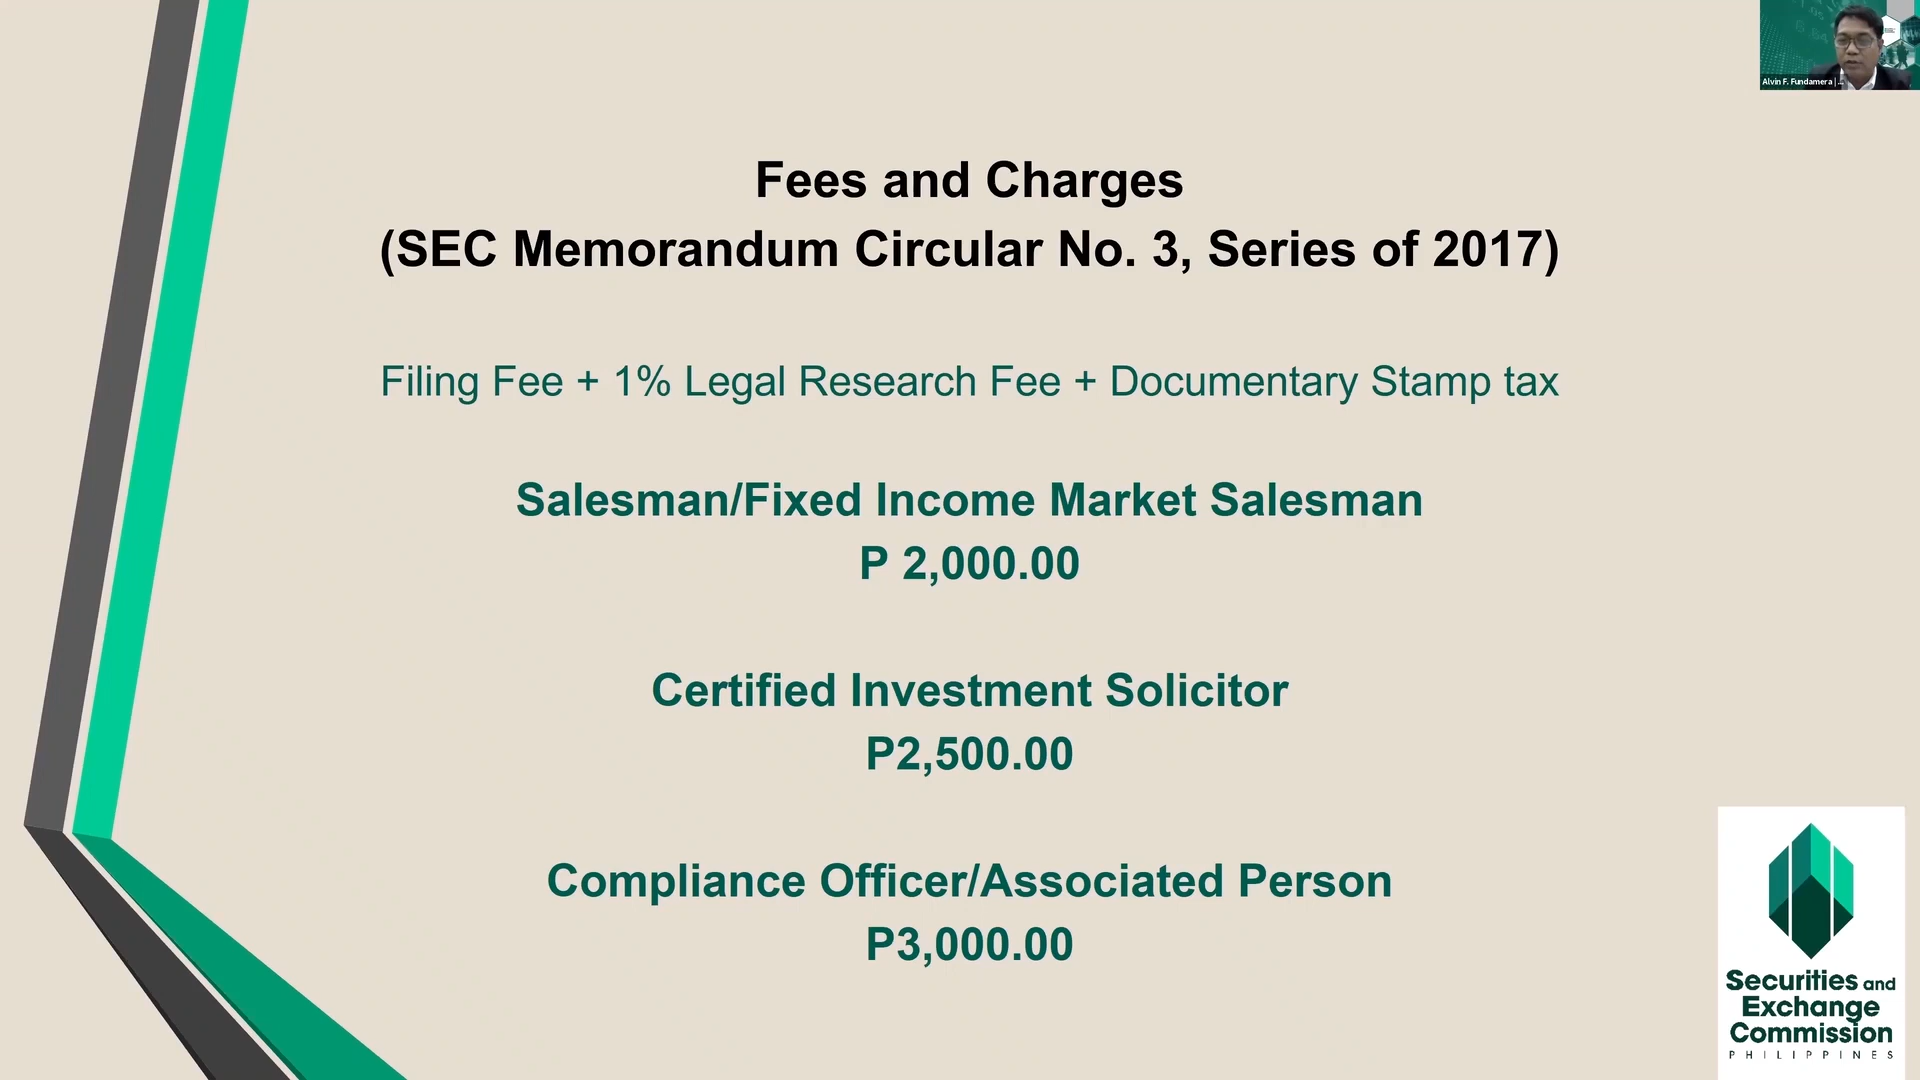 Alvin F. Fundamera |...
Fees and Charges
(SEC Memorandum Circular No. 3, Series of 2017)
Filing Fee + 1% Legal Research Fee + Documentary Stamp tax
Salesman/Fixed Income Market Salesman
P 2,000.00
Certified Investment Solicitor
P2,500.00
Compliance Officer/Associated Person
P3,000.00
Securities and
Exchange
Commission
PHILIPPINES